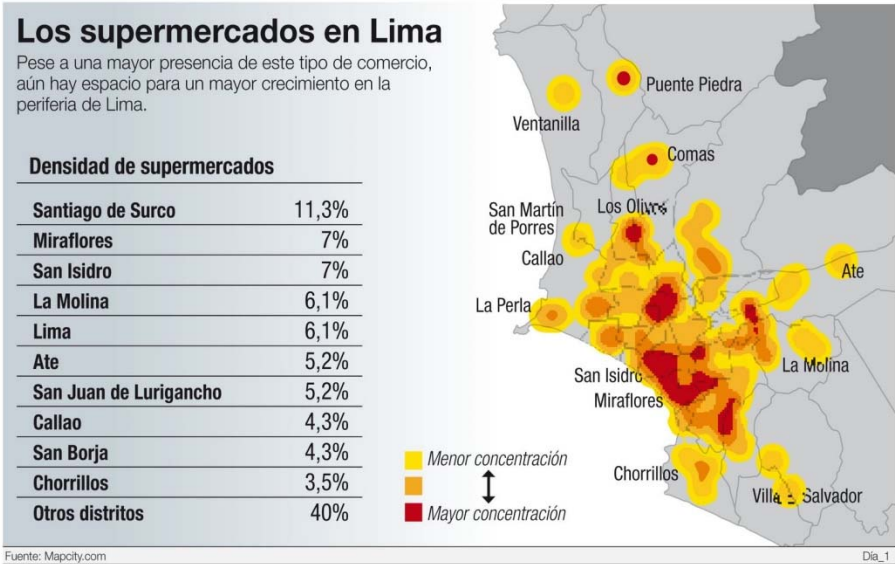 Los supermercados en Lima
Pese a una mayor presencia de este tipo de comercio,
aún hay espacio para un mayor crecimiento en la
periferia de Lima.
Densidad de supermercados
Santiago de Surco 11,3%
Miraflores 7%
San Isidro 7%
La Molina 6,1%
Lima 6,1%
Ate 5,2%
San Juan de Lurigancho 5,2%
Callao 4,3%
San Borja 4,3%
Chorrillos 3,5%
Otros distritos 40%
Menor concentración
Mayor concentración
Puente Piedra
Ventanilla
Comas
Los Olivos
San Martín
de Porres
Callao
Ate
La Perla
La Molina
San Isidro
Miraflores
Chorrillos
Villa El Salvador
Fuente: Mapcity.com
Día_1